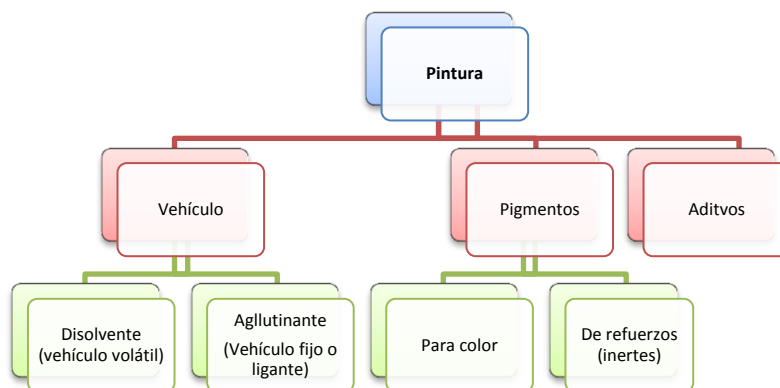 Pintura
Vehículo
Pigmentos
Aditvos
Disolvente
(vehículo volátil)
Agllutinante
(Vehículo fijo o
ligante)
Para color
De refuerzos
(inertes)